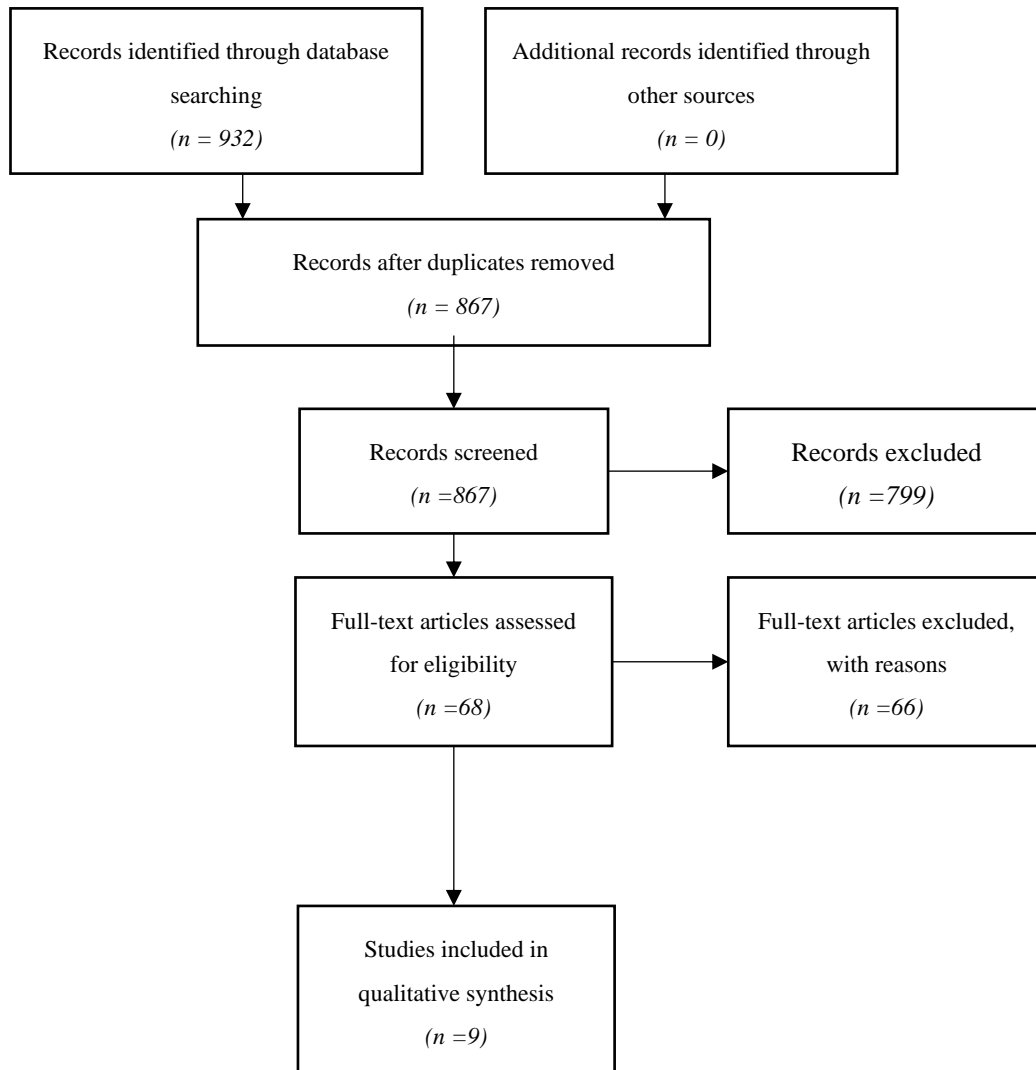 Records identified through database
searching
(n = 932)
Additional records identified through
other sources
(n = 0)
Records after duplicates removed
(n = 867)
Records screened
(n =867)
Records excluded
(n =799)
Full-text articles assessed
for eligibility
(n =68)
Full-text articles excluded,
with reasons
(n =66)
Studies included in
qualitative synthesis
(n =9)